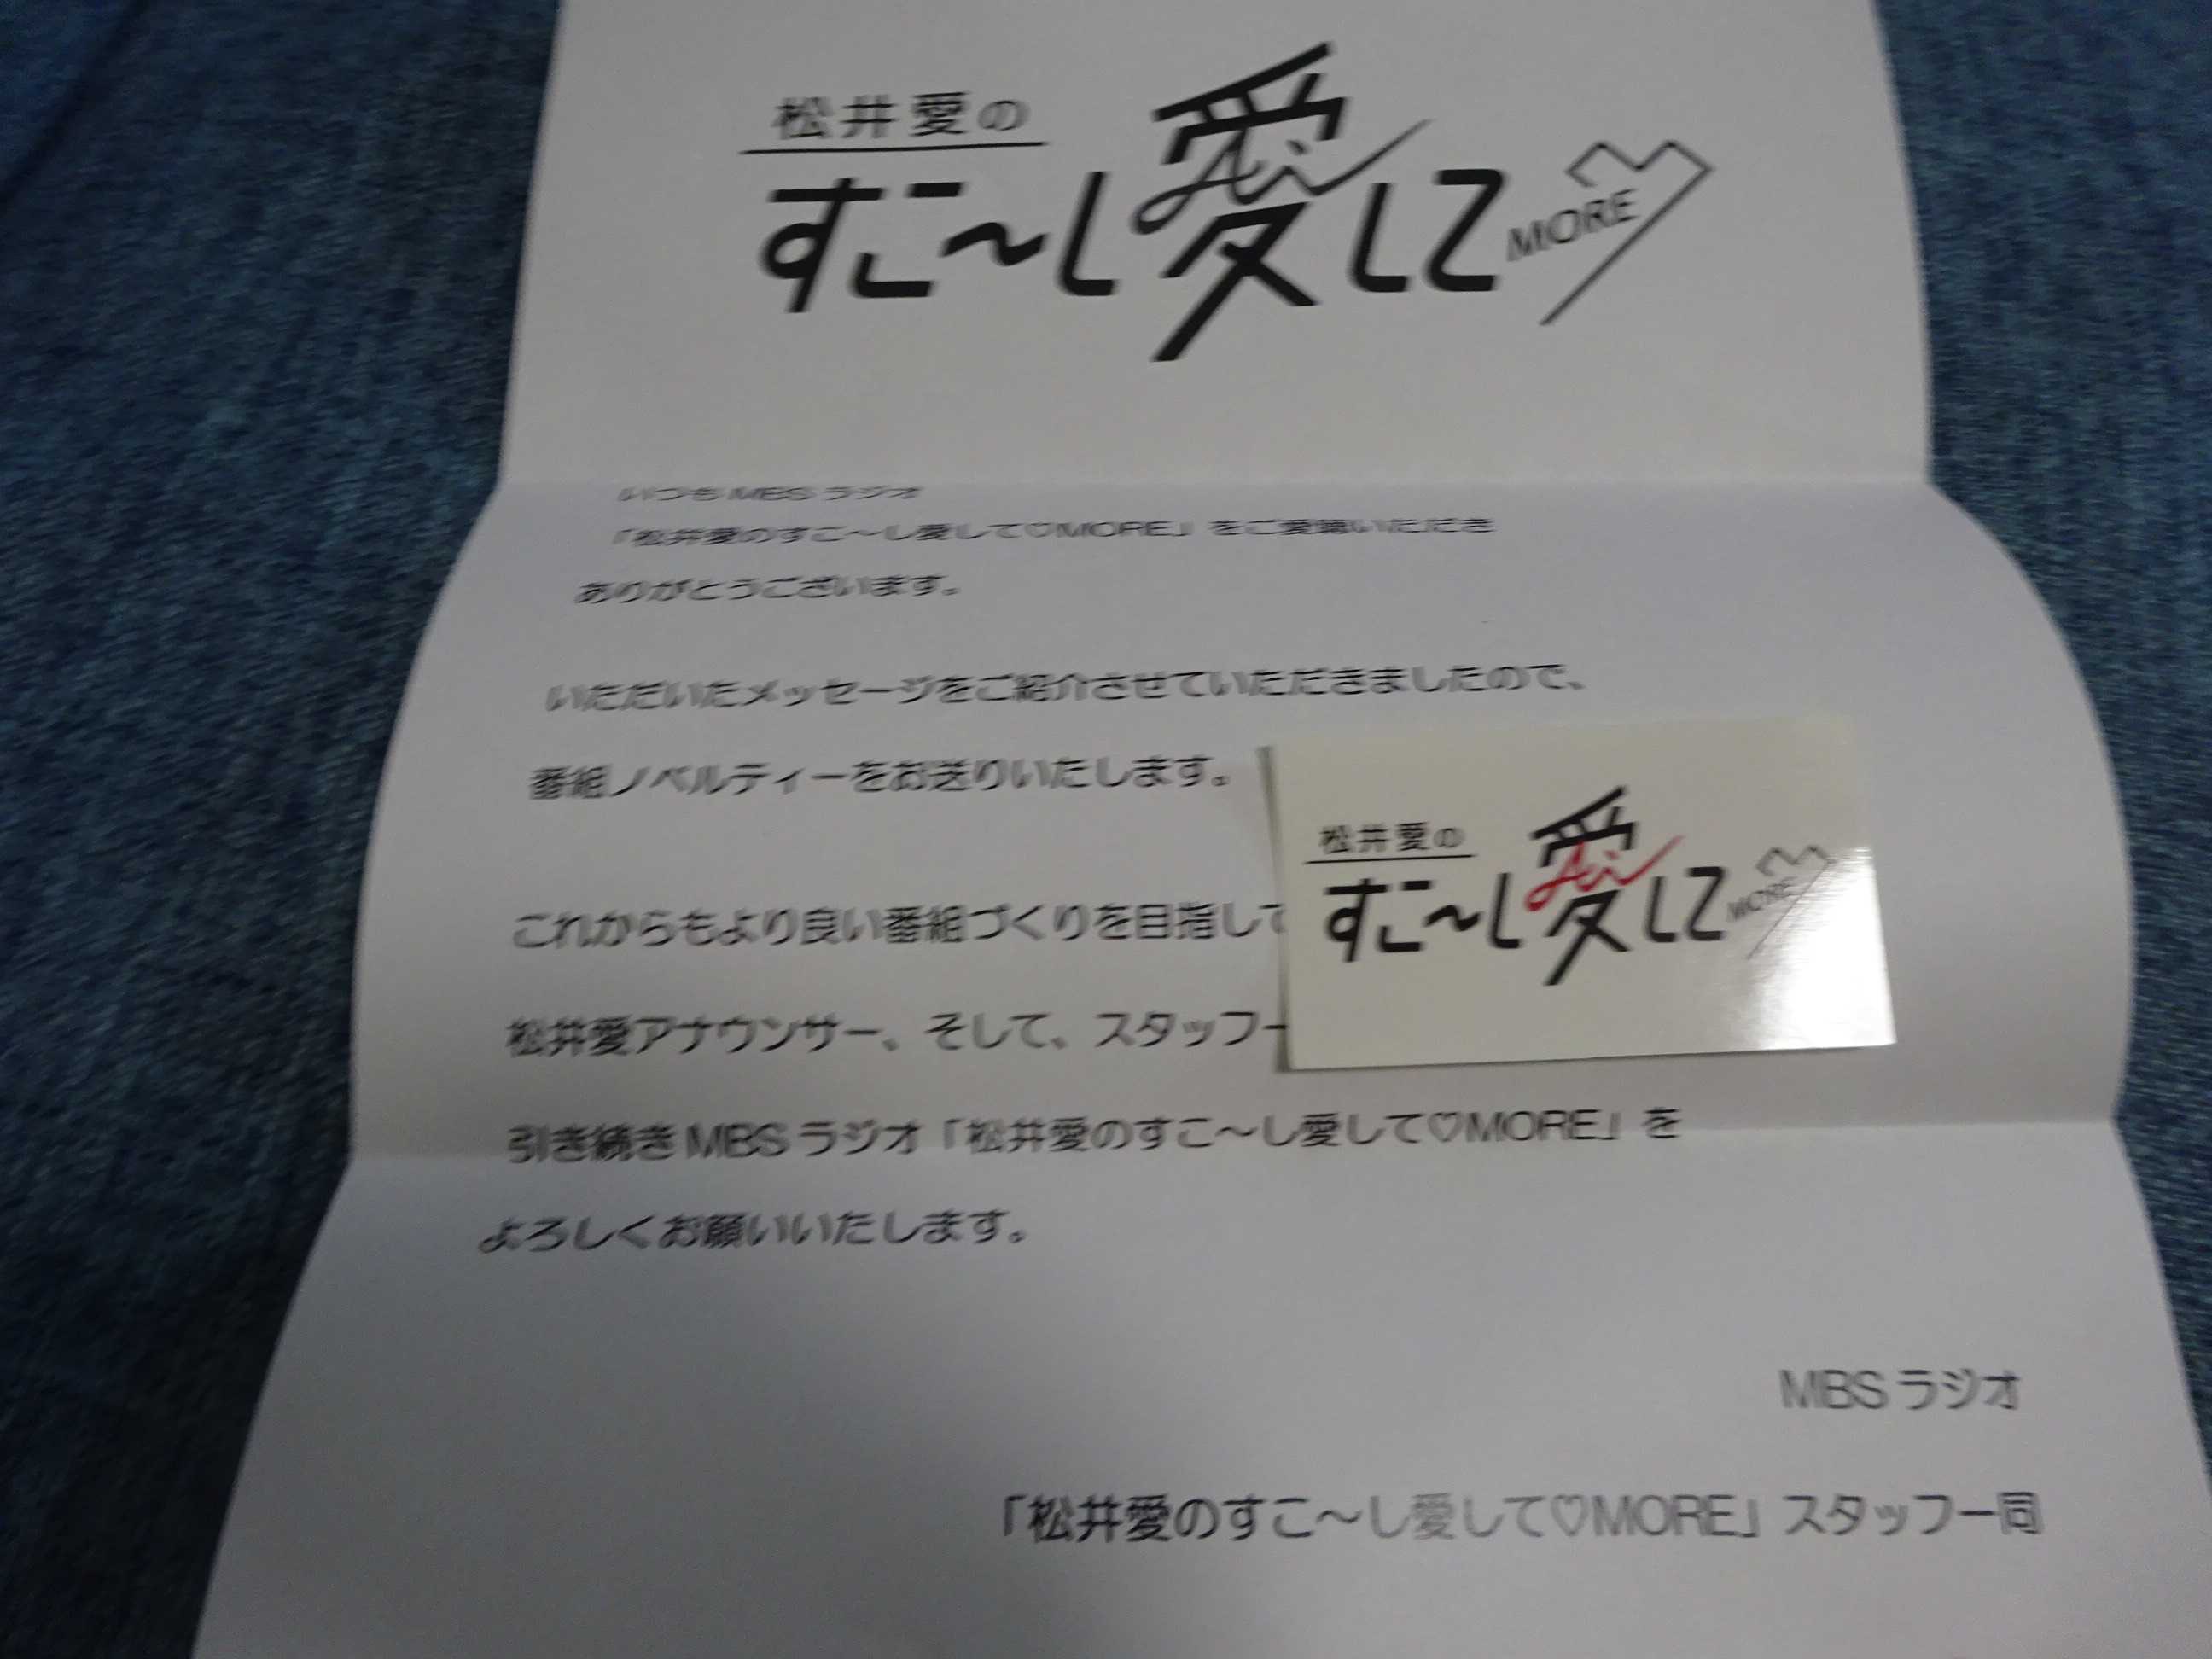 松井愛の
すこ～し愛して
Ai
MORE
いつもMBSラジオ
「松井愛のすこ～し愛して♡MORE」をご愛聴いただき
ありがとうございます。
いただいたメッセージをご紹介させていただきましたので、
番組ノベルティーをお送りいたします。
これからもより良い番組づくりを目指して
松井愛アナウンサー、そして、スタッフ一
松井愛の
すこ～し愛して
Ai
MORE
引き続きMBSラジオ「松井愛のすこ～し愛して♡MORE」を
よろしくお願いいたします。
MBSラジオ
「松井愛のすこ～し愛して♡MORE」スタッフ一同